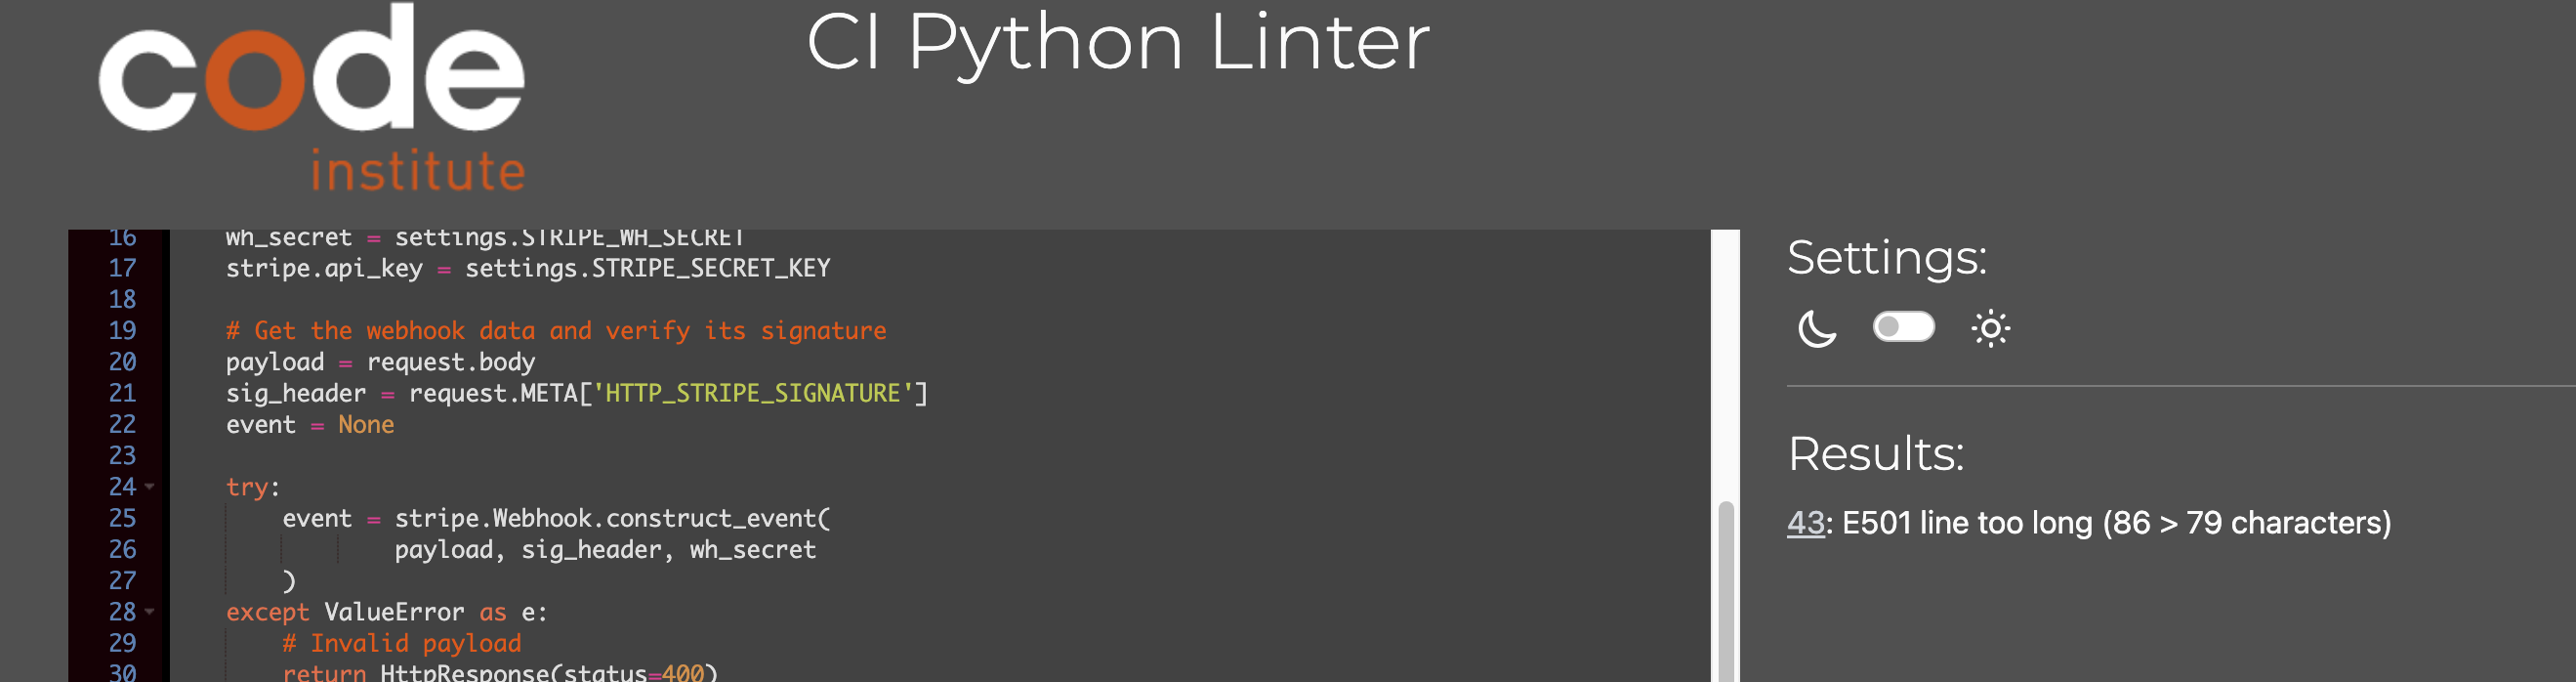 code
institute
CI Python Linter
16 wh_secret = settings.STRIPE_WH_SECRET
17 stripe.api_key = settings.STRIPE_SECRET_KEY
18
19 # Get the webhook data and verify its signature
20 payload = request.body
21 sig_header = request.META['HTTP_STRIPE_SIGNATURE']
22 event = None
23
24 try:
25 event = stripe.Webhook.construct_event(
26 payload, sig_header, wh_secret
27 )
28 except ValueError as e:
29 # Invalid payload
30 return HttpResponse(status=400)
Settings:
Results:
43: E501 line too long (86 > 79 characters)